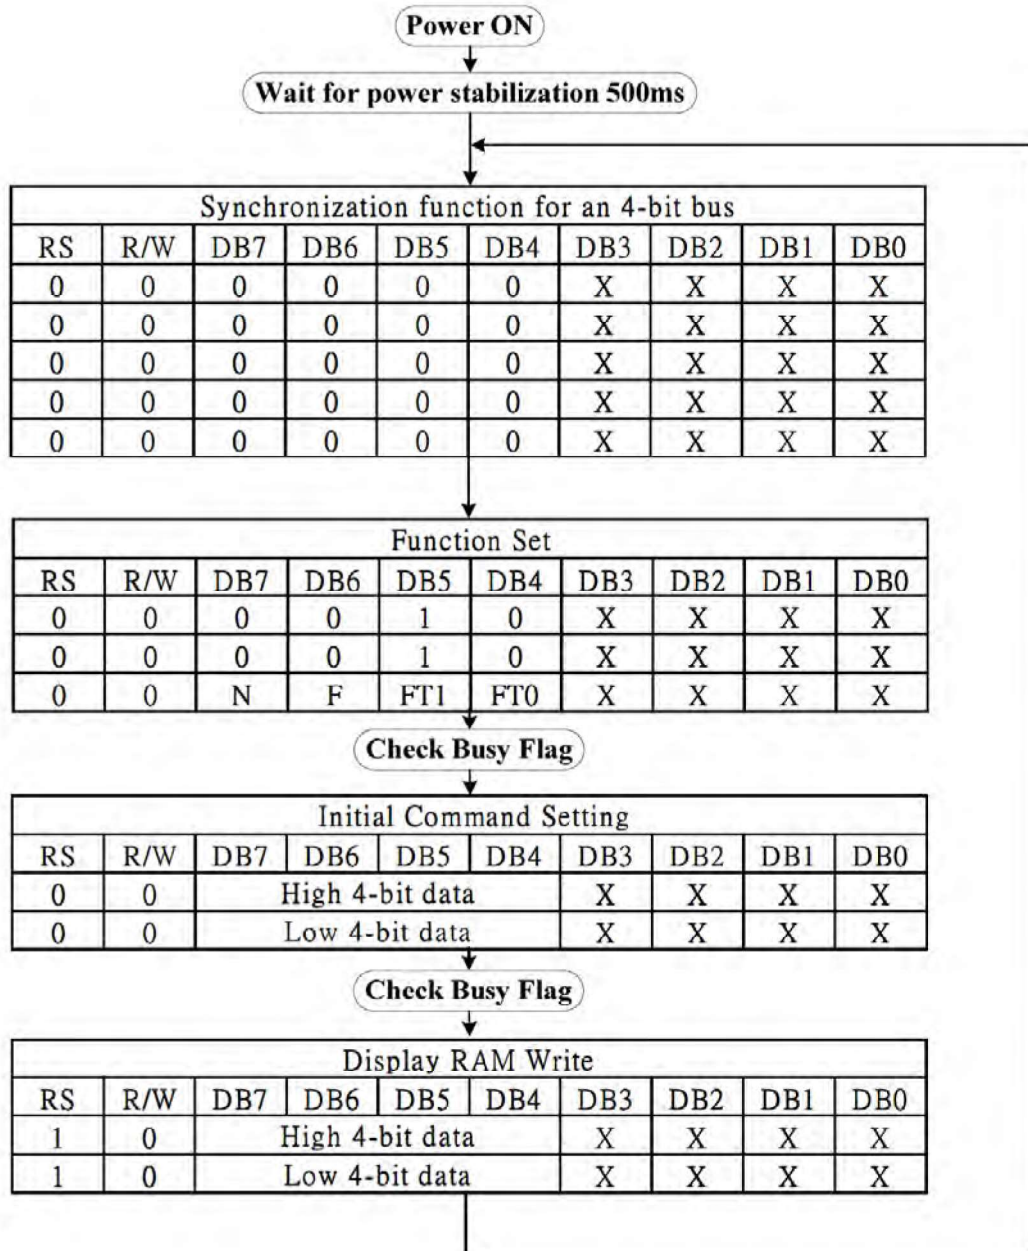 Power ON
Wait for power stabilization 500ms
Synchronization function for an 4-bit bus
RS R/W DB7 DB6 DB5 DB4 DB3 DB2 DB1 DB0
0 0 0 0 0 0 X X X X
0 0 0 0 0 0 X X X X
0 0 0 0 0 0 X X X X
0 0 0 0 0 0 X X X X
0 0 0 0 0 0 X X X X
Function Set
RS R/W DB7 DB6 DB5 DB4 DB3 DB2 DB1 DB0
0 0 0 0 1 0 X X X X
0 0 0 0 1 0 X X X X
0 0 N F FT1 FT0 X X X X
Check Busy Flag
Initial Command Setting
RS R/W DB7 DB6 DB5 DB4 DB3 DB2 DB1 DB0
0 0 High 4-bit data X X X X
0 0 Low 4-bit data X X X X
Check Busy Flag
Display RAM Write
RS R/W DB7 DB6 DB5 DB4 DB3 DB2 DB1 DB0
1 0 High 4-bit data X X X X
1 0 Low 4-bit data X X X X